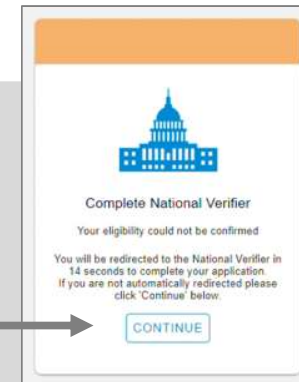 Complete National Verifier
Your eligibility could not be confirmed
You will be redirected to the National Verifier in
14 seconds to complete your application.
If you are not automatically redirected please
click 'Continue' below.
CONTINUE